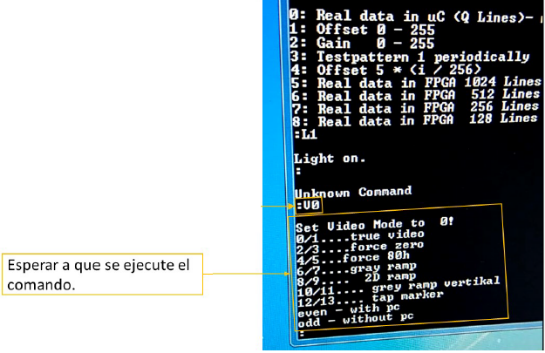 0: Real data in uC (Q Lines)-
1: Offset 0 - 255
2: Gain 0 - 255
3: Testpattern 1 periodically
4: Offset 5 * (i / 256)
5: Real data in FPGA 1024 Lines
6: Real data in FPGA 512 Lines
7: Real data in FPGA 256 Lines
8: Real data in FPGA 128 Lines
:L1
Light on.
:
Unknown Command
:V0
Set Video Mode to 0!
0/1....true video
2/3....force zero
4/5....force 80h
6/7....gray ramp
8/9.... 2D ramp
10/11.... grey ramp vertikal
12/13.... tap marker
even - with pc
odd - without pc
:
Esperar a que se ejecute el
comando.